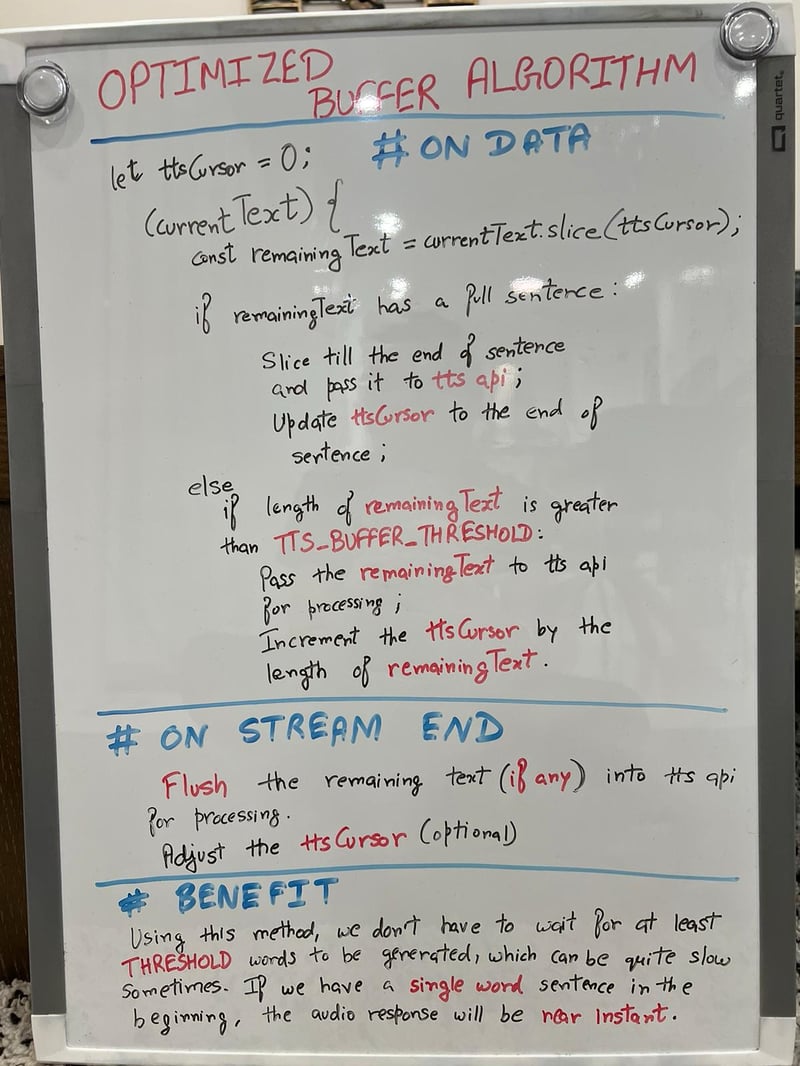 OPTIMIZED
BUFFER ALGORITHM
quartet
let ttsCursor = 0;
# ON DATA
(currentText) {
const remainingText = currentText.slice(ttsCursor);
if remainingText has a full sentence:
Slice till the end of sentence
and pass it to tts api;
Update ttsCursor to the end of
sentence;
else
if length of remainingText is greater
than TTS_BUFFER_THRESHOLD:
Pass the remainingText to tts api
for processing;
Increment the ttsCursor by the
length of remainingText.
# ON STREAM END
Flush the remaining text (if any) into tts api
for processing.
Adjust the ttsCursor (optional)
# BENEFIT
Using this method, we don't have to wait for at least
THRESHOLD words to be generated, which can be quite slow
sometimes. If we have a single word sentence in the
beginning, the audio response will be near instant.